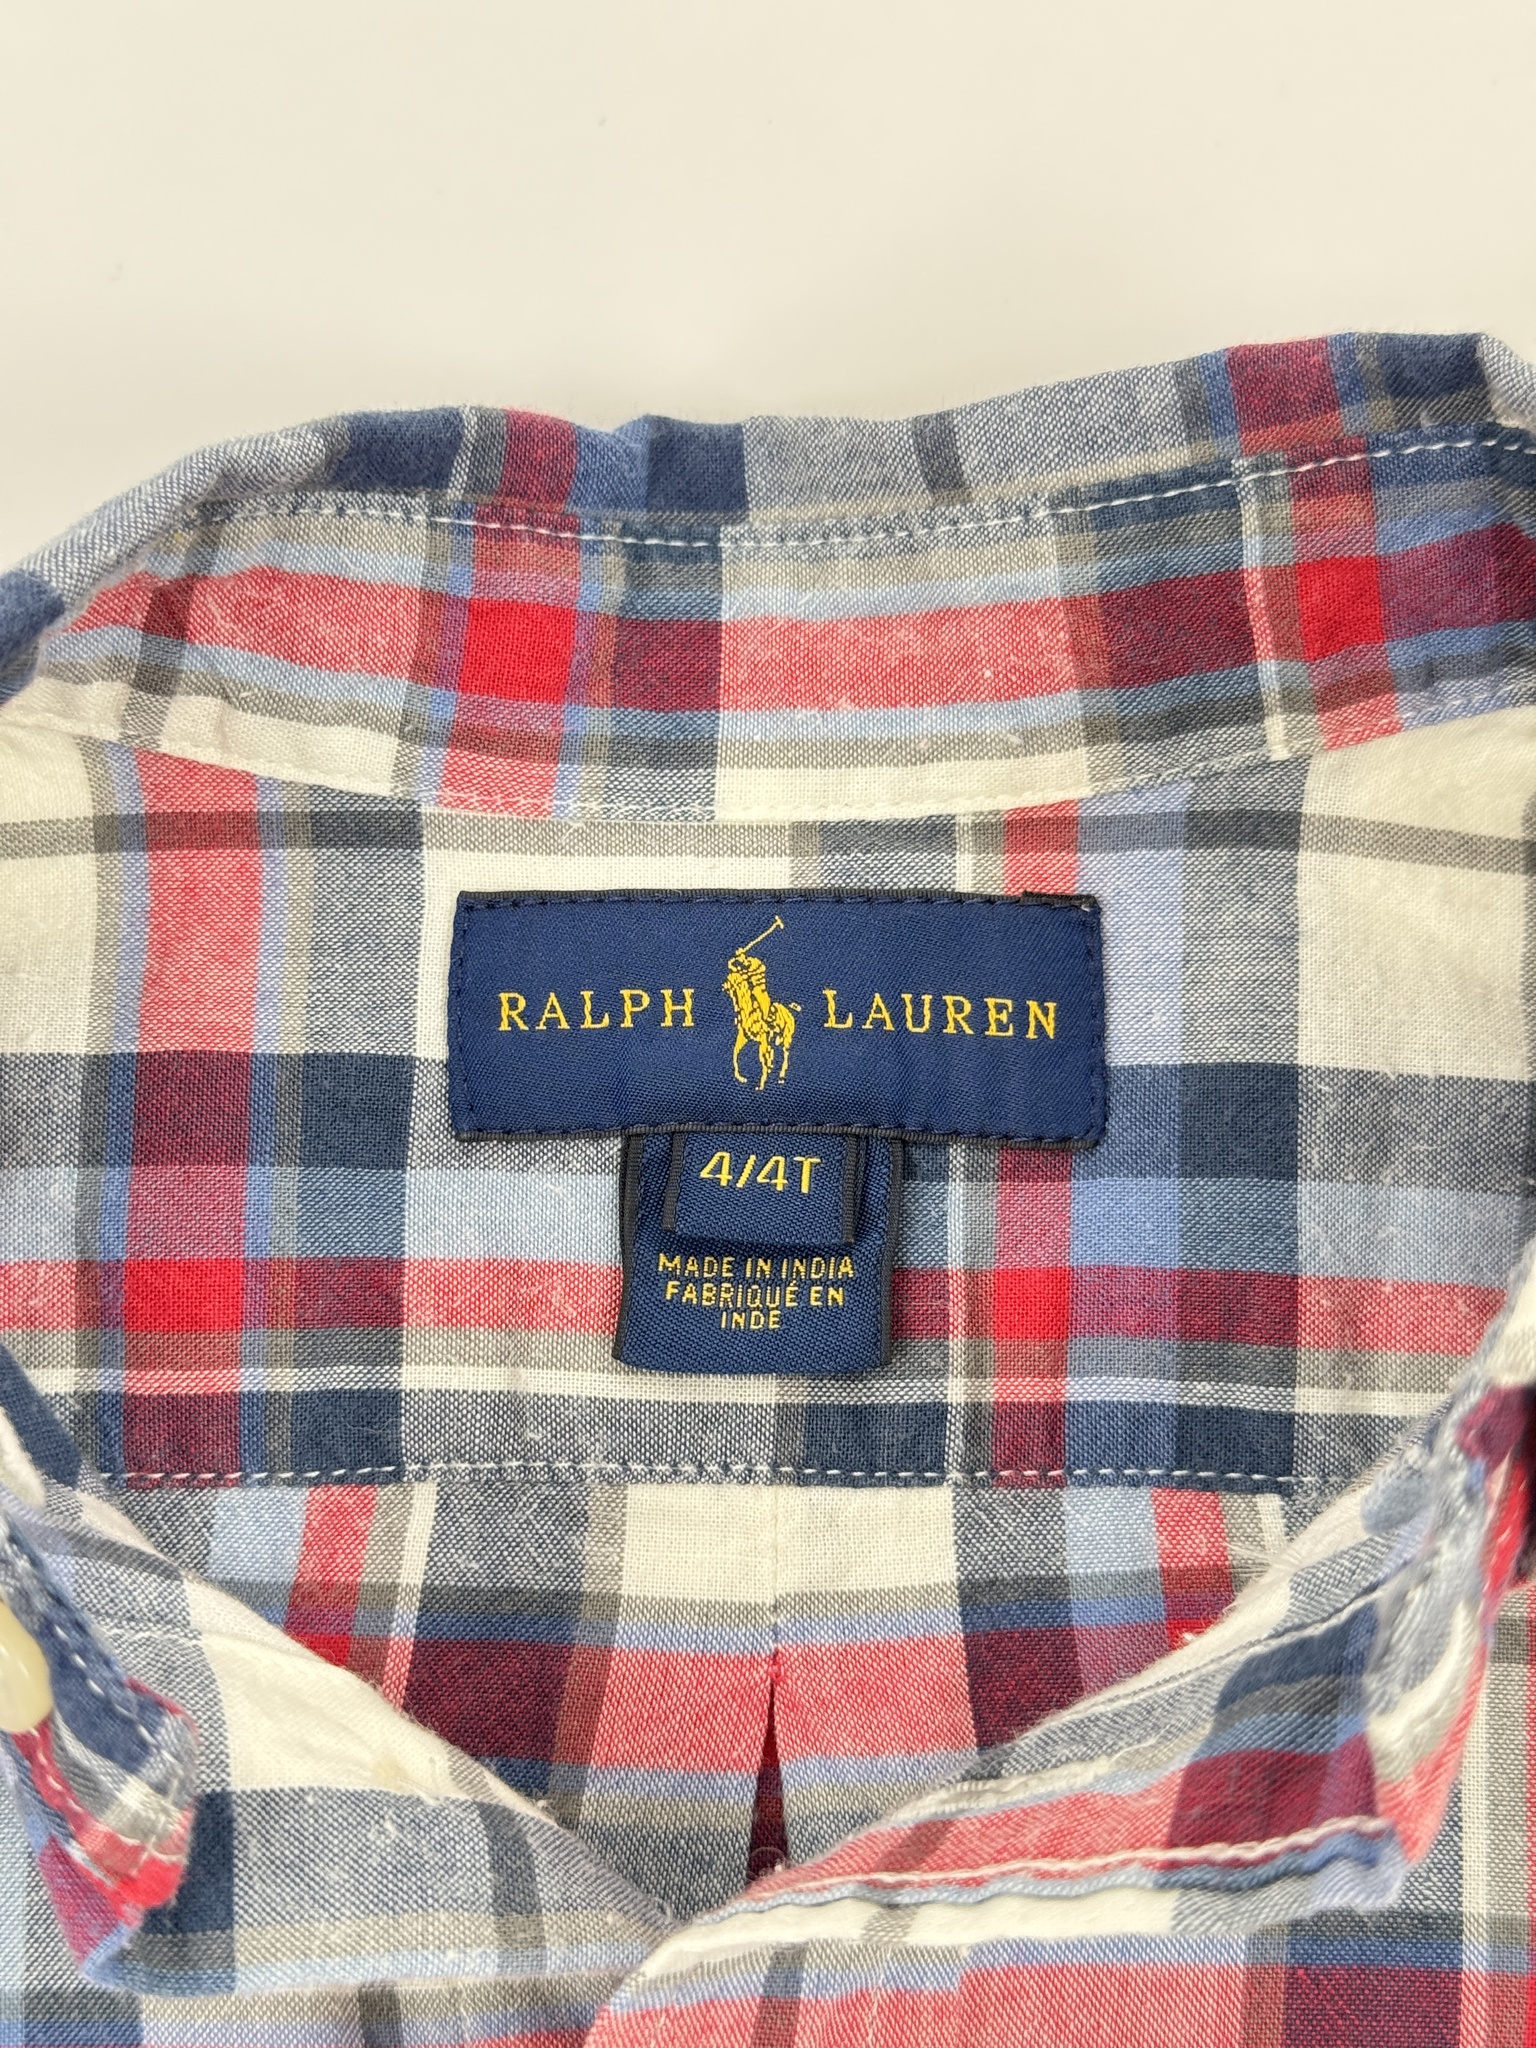 RALPH LAUREN
4/4T
MADE IN INDIA
FABRIQUÉ EN
INDE